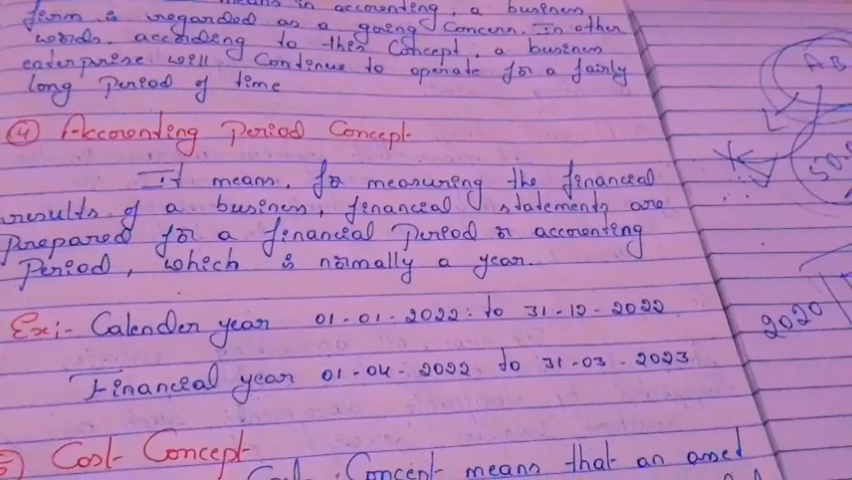 means in accounting, a business
firm is regarded as a going concern. In other
words. according to this concept. a business
enterprise will continue to operate for a fairly
long period of time
④ Accounting Period Concept
It means. for measuring the financial
results of a business, financial statements are
prepared for a financial period or accounting
Period, which is normally a year.
Ex:- Calender year 01-01-2022 to 31-12-2022
Financial year 01-04-2022 to 31-03-2023
Cost Concept
Concept means that an asset
AB
2020